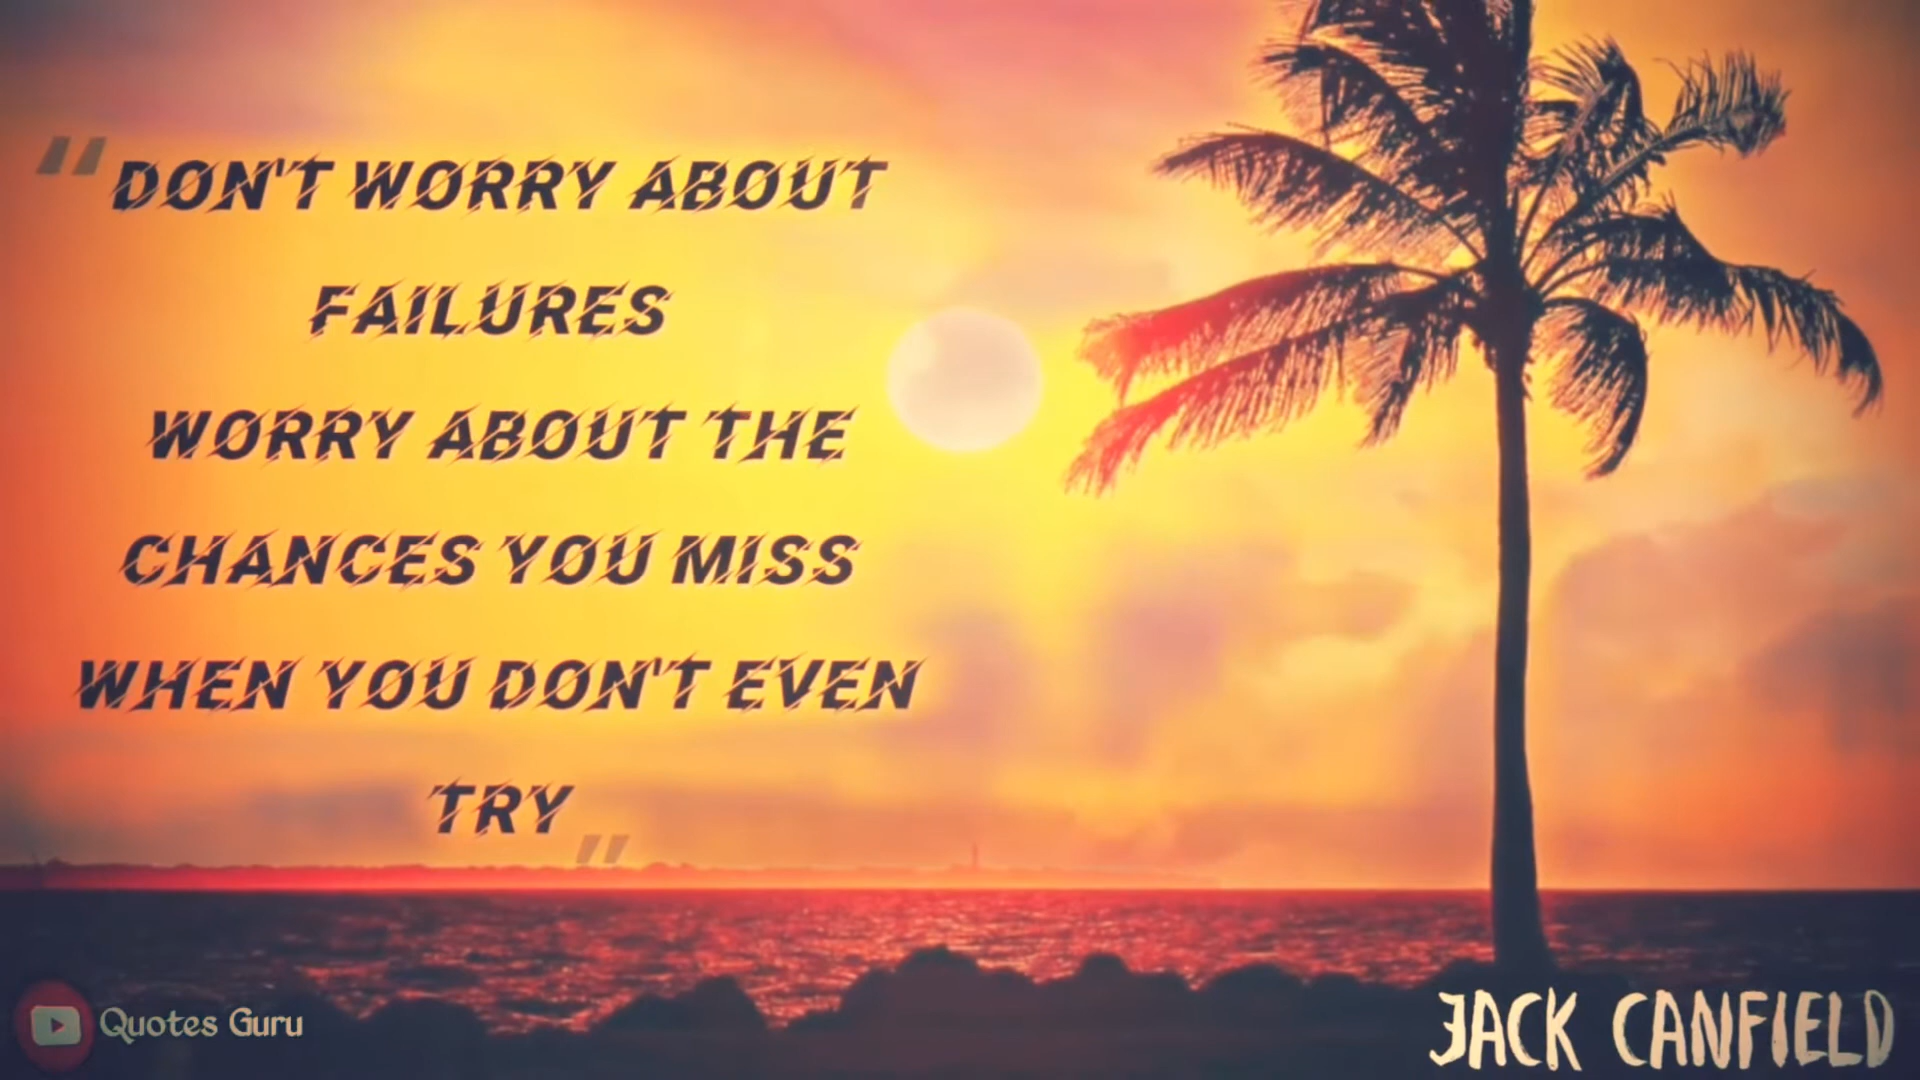 " DON'T WORRY ABOUT
FAILURES
WORRY ABOUT THE
CHANCES YOU MISS
WHEN YOU DON'T EVEN
TRY "
Quotes Guru
JACK CANFIELD